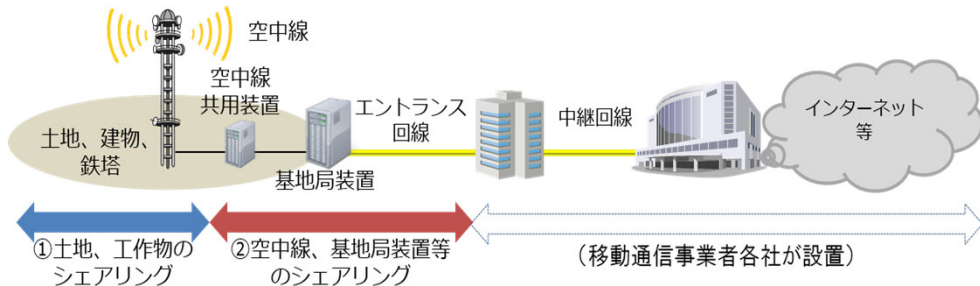 空中線
空中線
共用装置
土地、建物、
鉄塔
基地局装置
エントランス
回線
中継回線
インターネット
等
①土地、工作物の
シェアリング
②空中線、基地局装置等
のシェアリング
（移動通信事業者各社が設置）